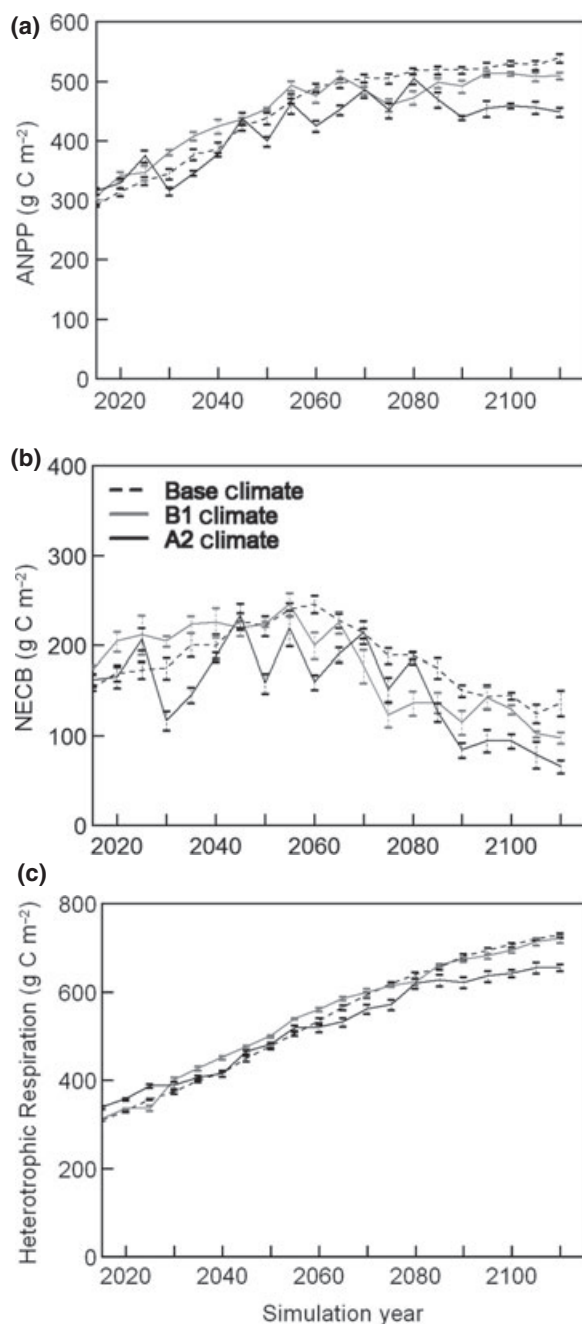 (a)
600
500
400
300
200
100
0
ANPP (g C m⁻²)
2020 2040 2060 2080 2100
(b)
400
300
200
100
0
NECB (g C m⁻²)
Base climate
B1 climate
A2 climate
2020 2040 2060 2080 2100
(c)
800
600
400
200
0
Heterotrophic Respiration (g C m⁻²)
2020 2040 2060 2080 2100
Simulation year